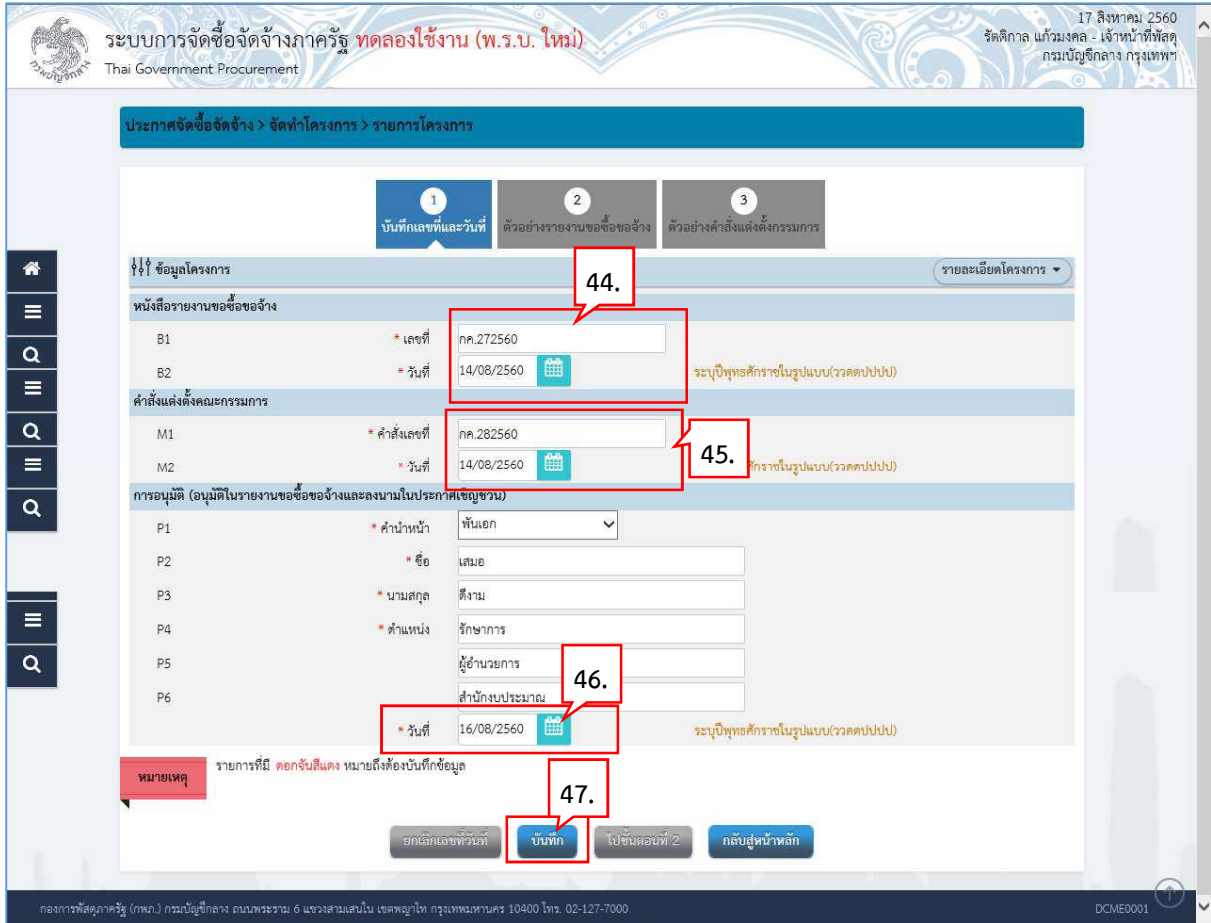 17 สิงหาคม 2560
ระบบการจัดซื้อจัดจ้างภาครัฐ ทดลองใช้งาน (พ.ร.บ. ใหม่)
รัตติกาล แก้วมงคล - เจ้าหน้าที่พัสดุ
กรมบัญชีกลาง กรุงเทพฯ
Thai Government Procurement
กรมบัญชีกลาง
ประกาศจัดซื้อจัดจ้าง > จัดทำโครงการ > รายการโครงการ
1 2 3
บันทึกเลขที่และวันที่ ตัวอย่างรายงานขอซื้อขอจ้าง ตัวอย่างคำสั่งแต่งตั้งกรรมการ
ข้อมูลโครงการ รายละเอียดโครงการ
44.
หนังสือรายงานขอซื้อขอจ้าง
B1 * เลขที่ กค.272560
B2 * วันที่ 14/08/2560 ระบุปีพุทธศักราชในรูปแบบ(ววดดปปปป)
คำสั่งแต่งตั้งคณะกรรมการ
M1 * คำสั่งเลขที่ กค.282560
45.
M2 * วันที่ 14/08/2560 ศักราชในรูปแบบ(ววดดปปปป)
การอนุมัติ (อนุมัติในรายงานขอซื้อขอจ้างและลงนามในประกาศเชิญชวน)
P1 * คำนำหน้า พันเอก
P2 * ชื่อ เสมอ
P3 * นามสกุล ดีงาม
P4 * ตำแหน่ง รักษาการ
P5 ผู้อำนวยการ
46.
P6 สำนักงบประมาณ
* วันที่ 16/08/2560 ระบุปีพุทธศักราชในรูปแบบ(ววดดปปปป)
หมายเหตุ รายการที่มี ดอกจันสีแดง หมายถึงต้องบันทึกข้อมูล
47.
ยกเลิกเลขที่วันที่ บันทึก ไปขั้นตอนที่ 2 กลับสู่หน้าหลัก
กองการพัสดุภาครัฐ (กพภ.) กรมบัญชีกลาง ถนนพระราม 6 แขวงสามเสนใน เขตพญาไท กรุงเทพมหานคร 10400 โทร. 02-127-7000 DCME0001